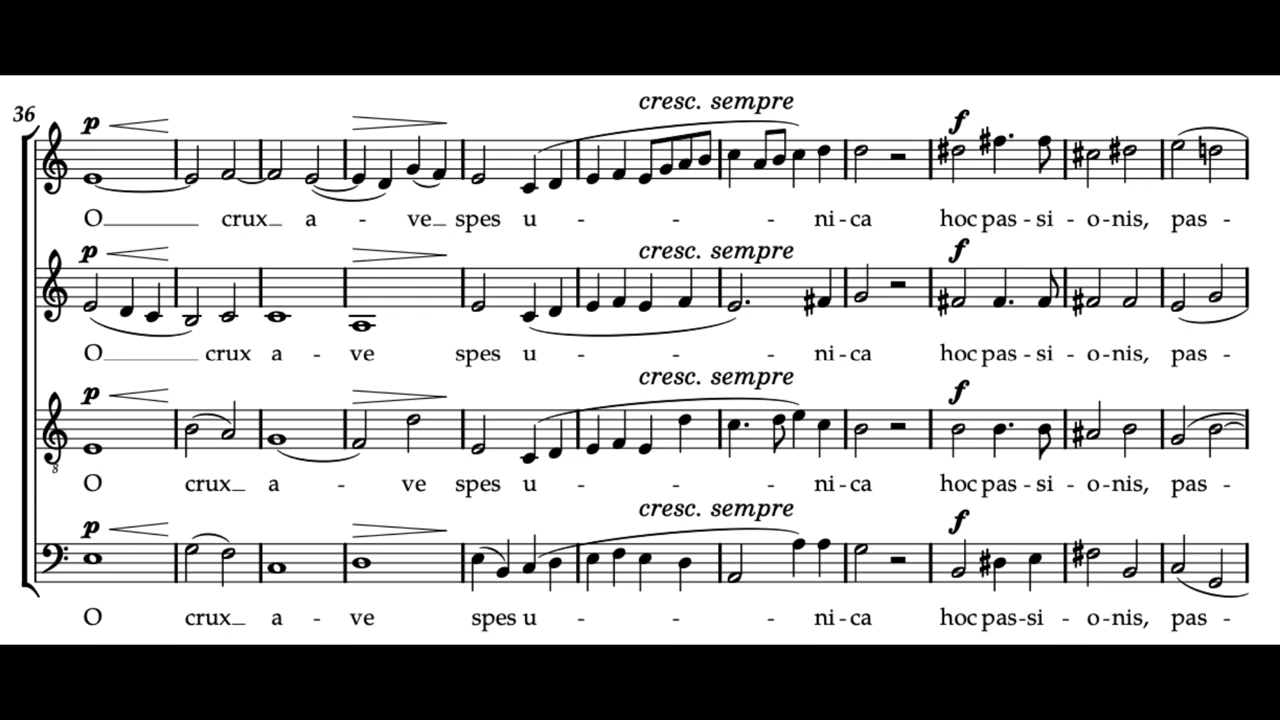 36
p
cresc. sempre
f
O crux a - ve spes u - - - ni - ca hoc pas - si - o - nis, pas -
p
cresc. sempre
f
O crux a - ve spes u - - - ni - ca hoc pas - si - o - nis, pas -
p
cresc. sempre
f
8
O crux a - ve spes u - - - ni - ca hoc pas - si - o - nis, pas -
p
cresc. sempre
f
O crux a - ve spes u - - - ni - ca hoc pas - si - o - nis, pas -